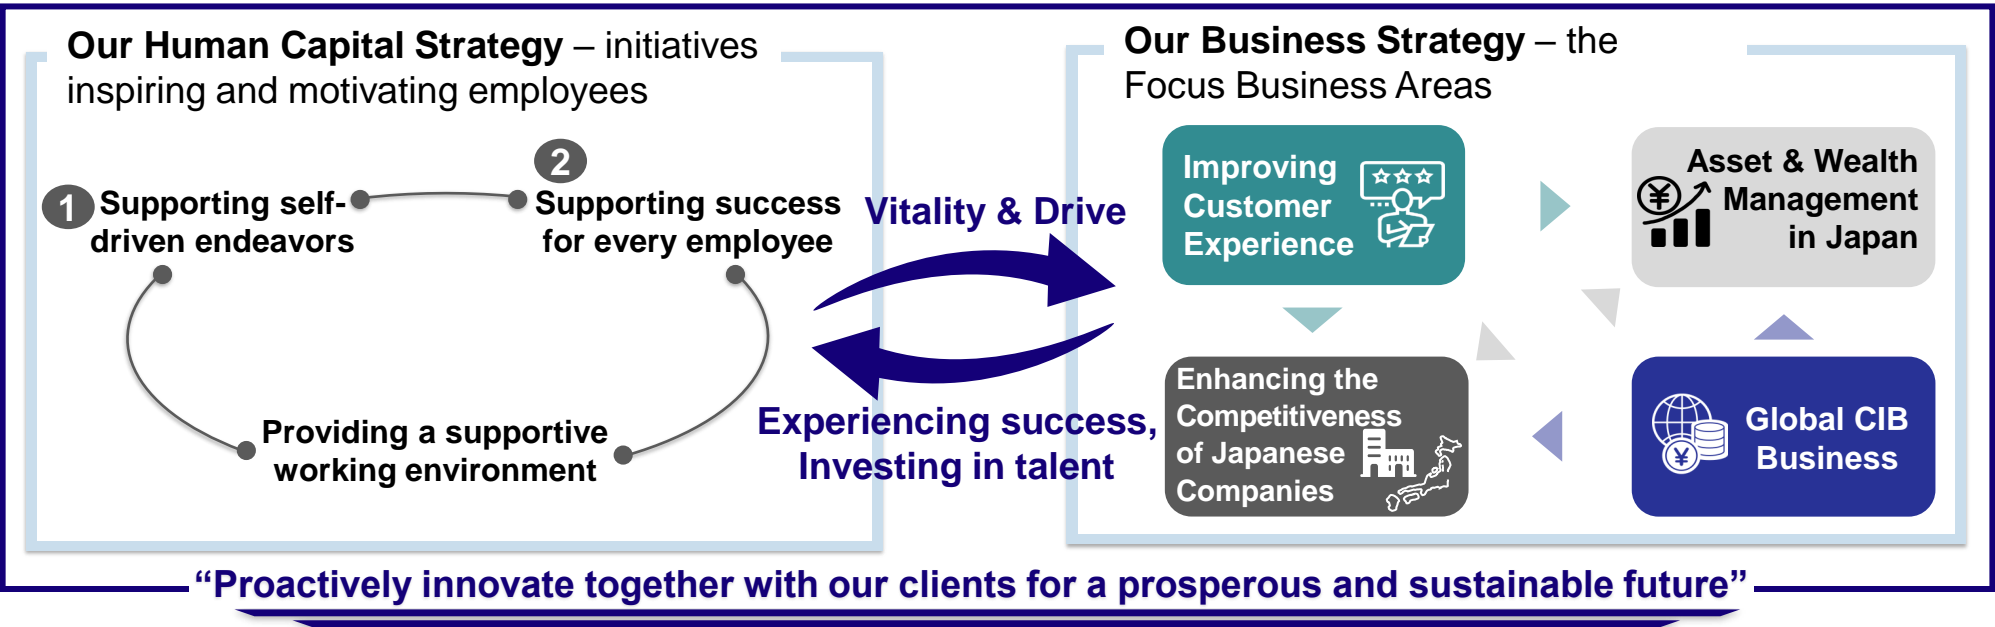 Our Human Capital Strategy – initiatives
inspiring and motivating employees
1
Supporting self-
driven endeavors
2
Supporting success
for every employee
Providing a supportive
working environment
Vitality & Drive
Experiencing success,
Investing in talent
Our Business Strategy – the
Focus Business Areas
Improving
Customer
Experience
Asset & Wealth
Management
in Japan
¥
Enhancing the
Competitiveness
of Japanese
Companies
Global CIB
Business
¥
“Proactively innovate together with our clients for a prosperous and sustainable future”